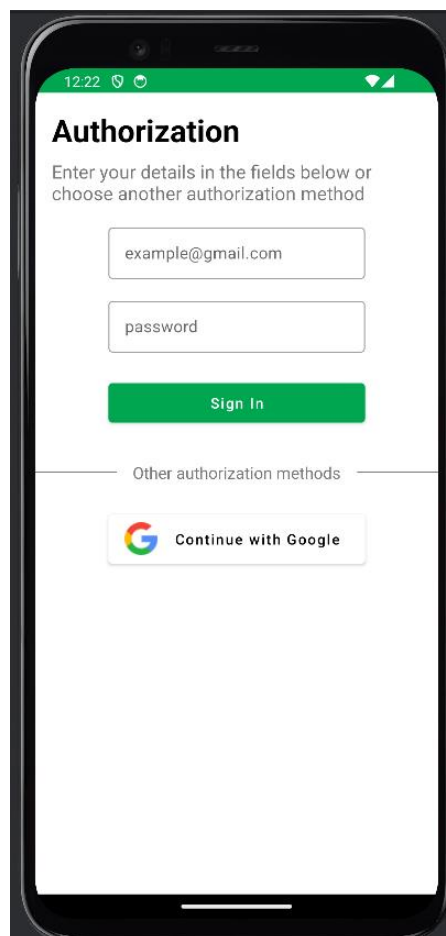 12:22
Authorization
Enter your details in the fields below or
choose another authorization method
example@gmail.com
password
Sign In
Other authorization methods
Continue with Google